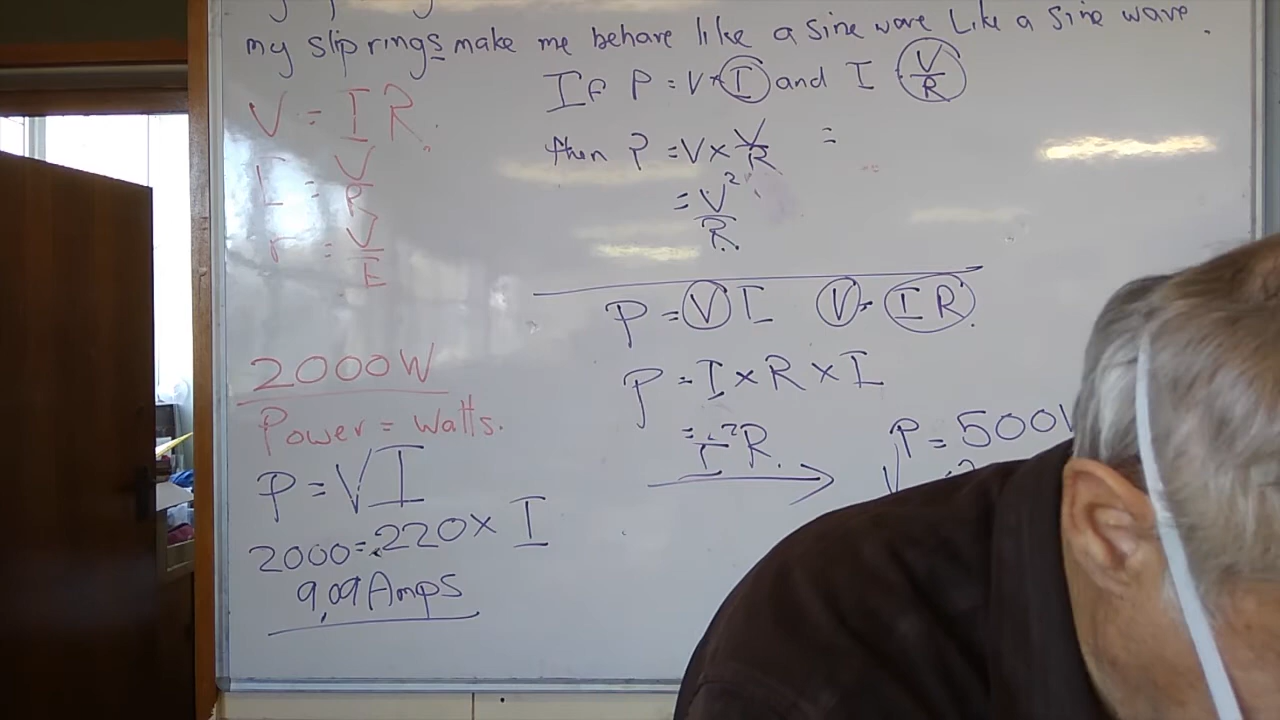 my slip rings make me behave like a sine wave Like a sine wave.
V = I R.
I = V/R
r = V/I
2000W
Power = Watts.
P = VI
2000 = 220 x I
9,09 Amps
If P = V x I and I V/R
then P = V x V/R =
= V²/R.
P = V I V = I R.
P = I x R x I
= I²R.
P = 500
V